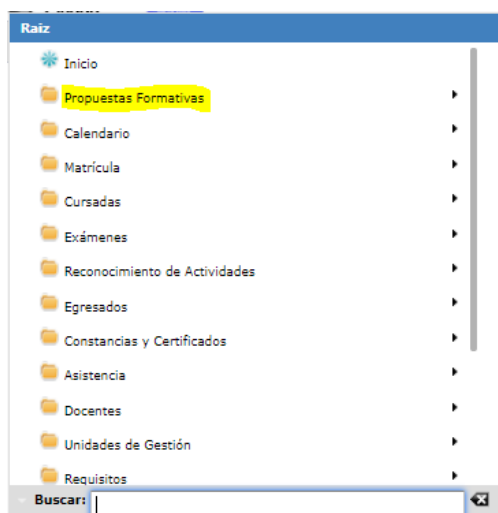 Raiz
Inicio
Propuestas Formativas
Calendario
Matrícula
Cursadas
Exámenes
Reconocimiento de Actividades
Egresados
Constancias y Certificados
Asistencia
Docentes
Unidades de Gestión
Requisitos
Buscar: